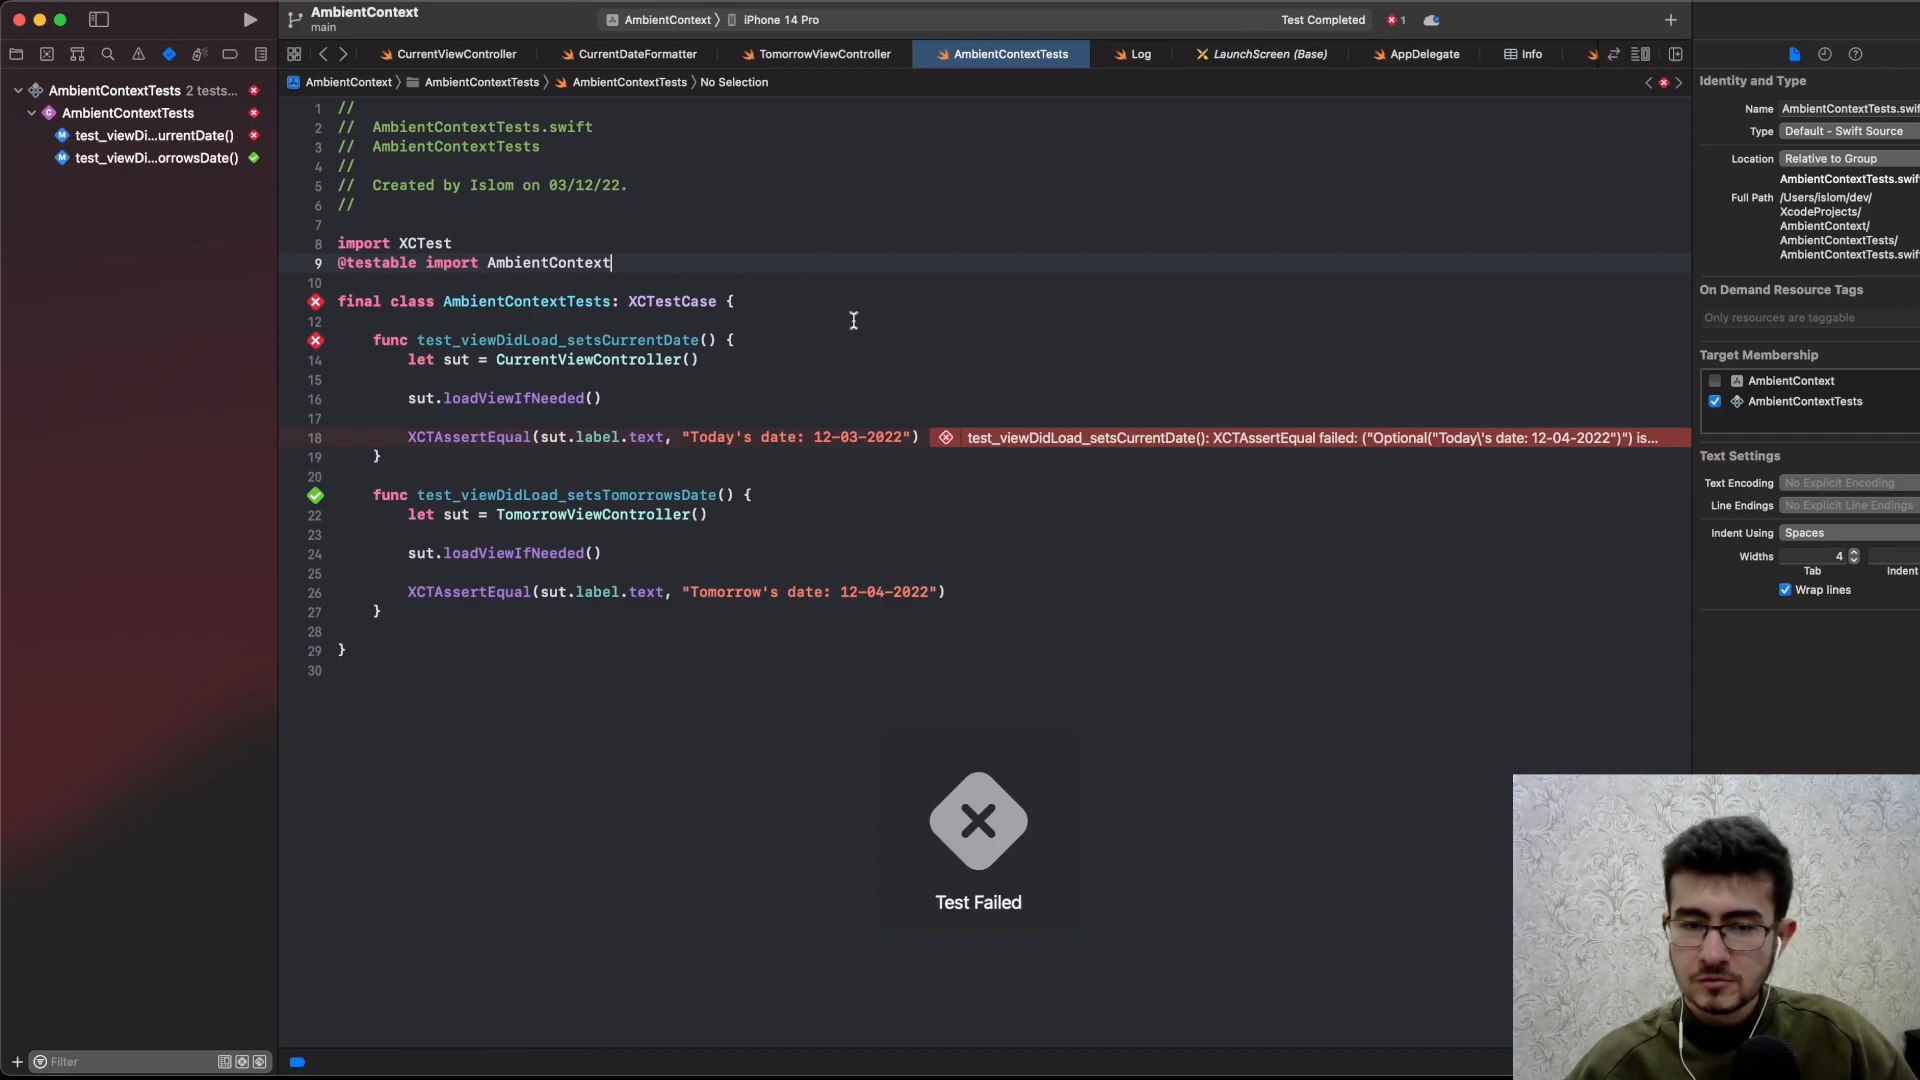 AmbientContext
main
AmbientContext
iPhone 14 Pro
Test Completed
1
CurrentViewController
CurrentDateFormatter
TomorrowViewController
AmbientContextTests
Log
LaunchScreen (Base)
AppDelegate
Info
AmbientContext
AmbientContextTests
AmbientContextTests
No Selection
AmbientContextTests 2 tests...
AmbientContextTests
test_viewDi...urrentDate()
test_viewDi...orrowsDate()
1 //
2 // AmbientContextTests.swift
3 // AmbientContextTests
4 //
5 // Created by Islom on 03/12/22.
6 //
7
8 import XCTest
9 @testable import AmbientContext
10
final class AmbientContextTests: XCTestCase {
12
func test_viewDidLoad_setsCurrentDate() {
14 let sut = CurrentViewController()
15
16 sut.loadViewIfNeeded()
17
18 XCTAssertEqual(sut.label.text, "Today's date: 12-03-2022") test_viewDidLoad_setsCurrentDate(): XCTAssertEqual failed: ("Optional("Today\'s date: 12-04-2022")") is...
19 }
20
func test_viewDidLoad_setsTomorrowsDate() {
22 let sut = TomorrowViewController()
23
24 sut.loadViewIfNeeded()
25
26 XCTAssertEqual(sut.label.text, "Tomorrow's date: 12-04-2022")
27 }
28
29 }
30
Test Failed
Filter
Identity and Type
Name AmbientContextTests.swif
Type Default - Swift Source
Location Relative to Group
AmbientContextTests.swif
Full Path /Users/islom/dev/
XcodeProjects/
AmbientContext/
AmbientContextTests/
AmbientContextTests.swif
On Demand Resource Tags
Only resources are taggable
Target Membership
AmbientContext
AmbientContextTests
Text Settings
Text Encoding No Explicit Encoding
Line Endings No Explicit Line Endings
Indent Using Spaces
Widths 4
Tab Indent
Wrap lines